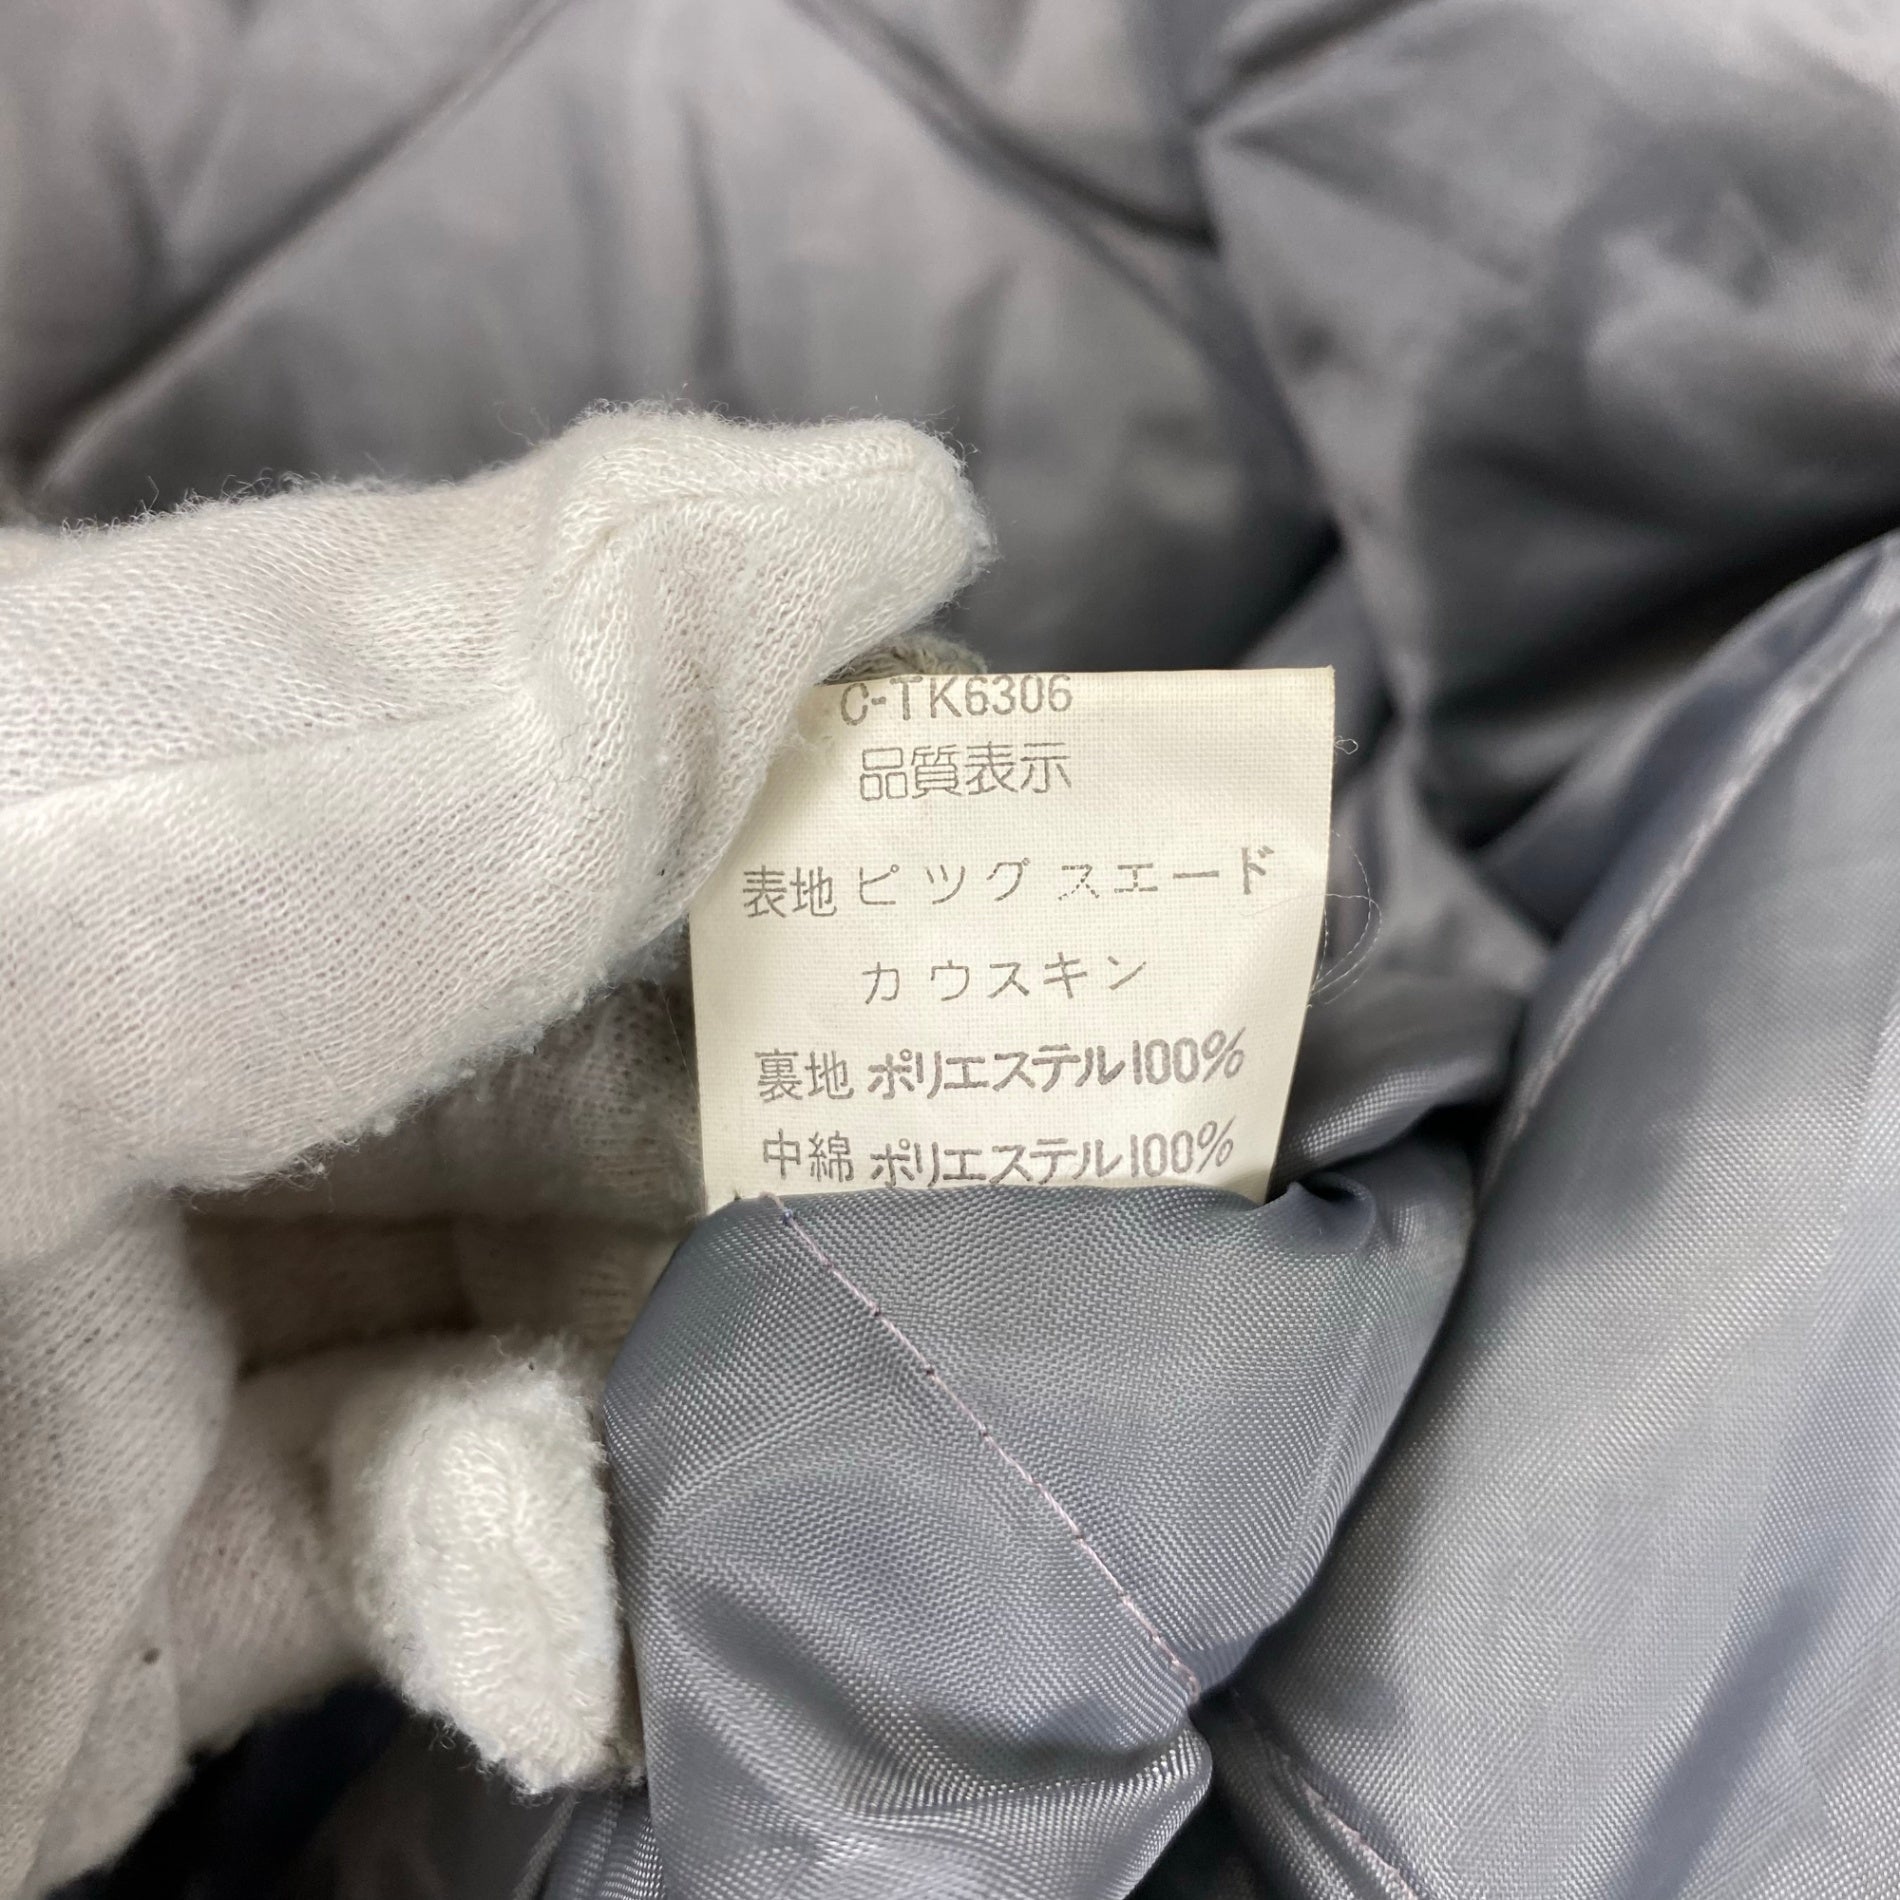 C-TK6306
品質表示
表地 ピツグスエード
カウスキン
裏地 ポリエステル100%
中綿 ポリエステル100%